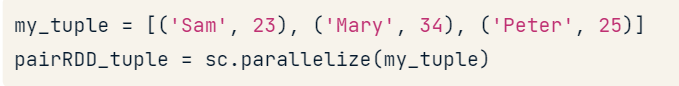 my_tuple = [('Sam', 23), ('Mary', 34), ('Peter', 25)]
pairRDD_tuple = sc.parallelize(my_tuple)